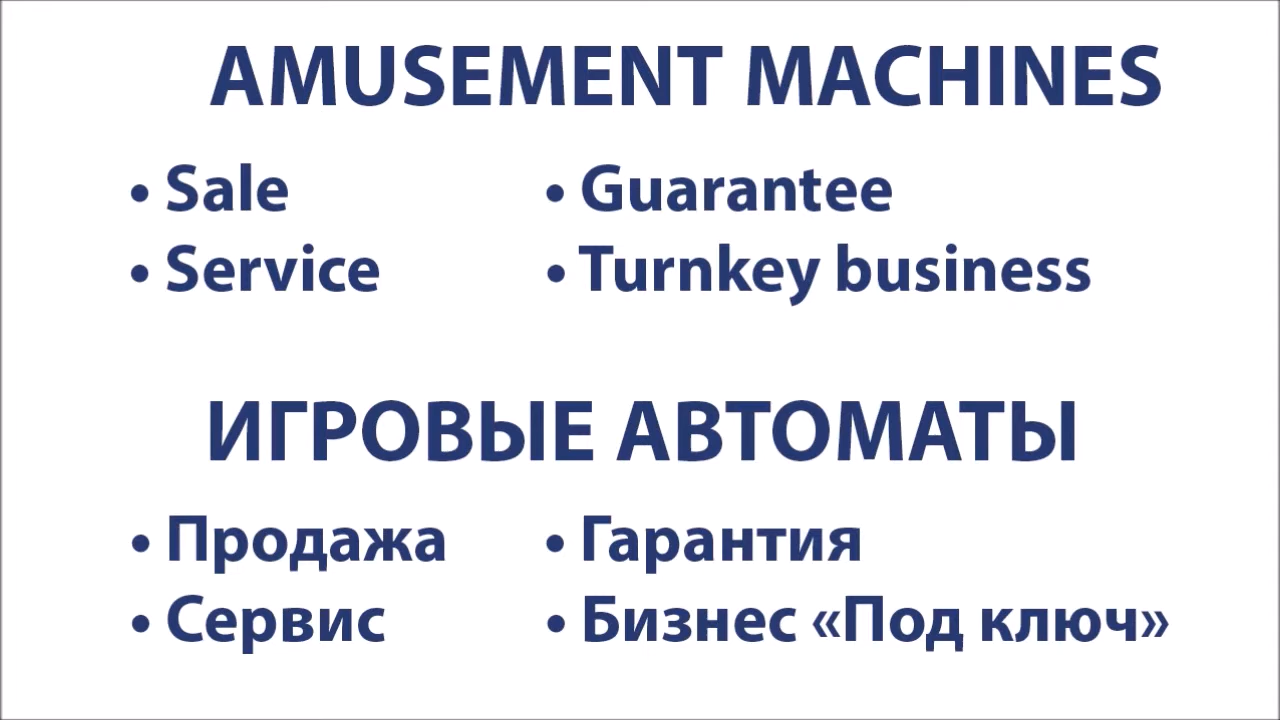 AMUSEMENT MACHINES
• Sale
• Service
• Guarantee
• Turnkey business
ИГРОВЫЕ АВТОМАТЫ
• Продажа
• Сервис
• Гарантия
• Бизнес «Под ключ»